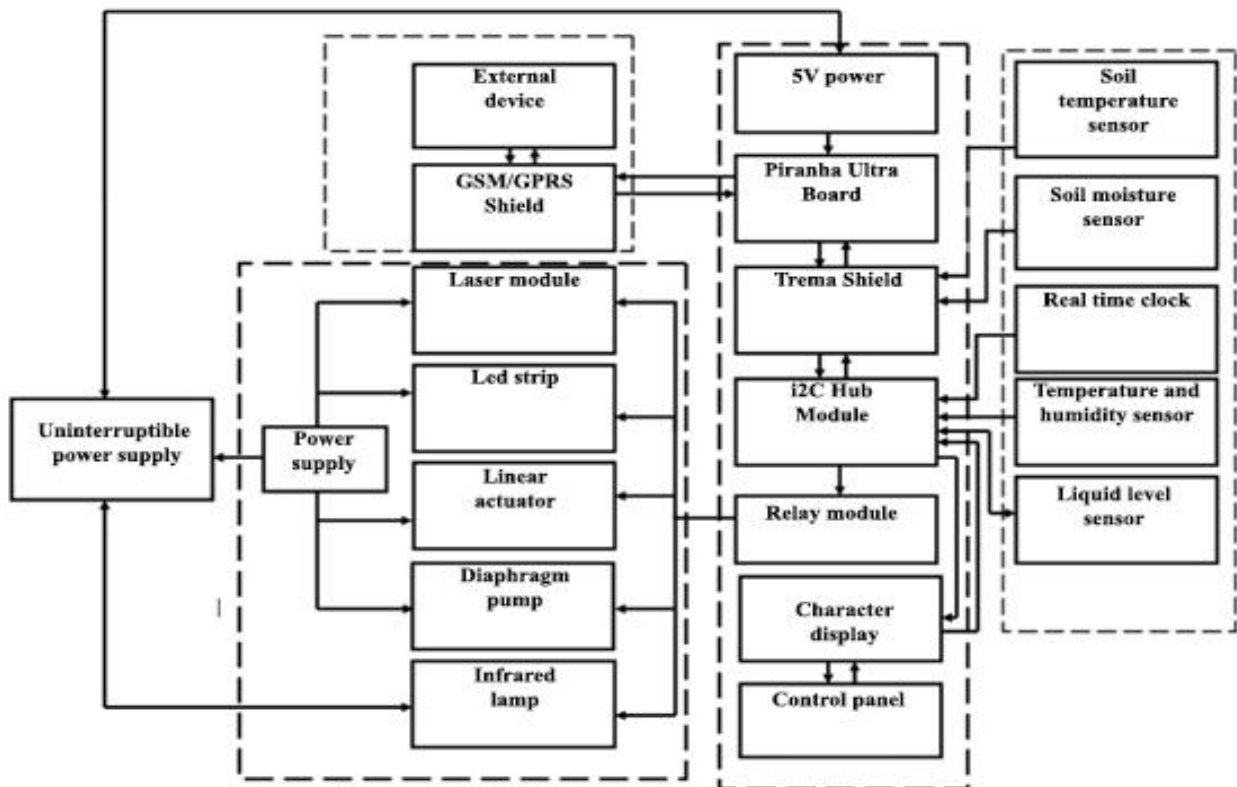 External
device
GSM/GPRS
Shield
Laser module
Led strip
Uninterruptible
power supply
Power
supply
Linear
actuator
Diaphragm
pump
Infrared
lamp
5V power
Piranha Ultra
Board
Trema Shield
i2C Hub
Module
Relay module
Character
display
Control panel
Soil
temperature
sensor
Soil moisture
sensor
Real time clock
Temperature and
humidity sensor
Liquid level
sensor